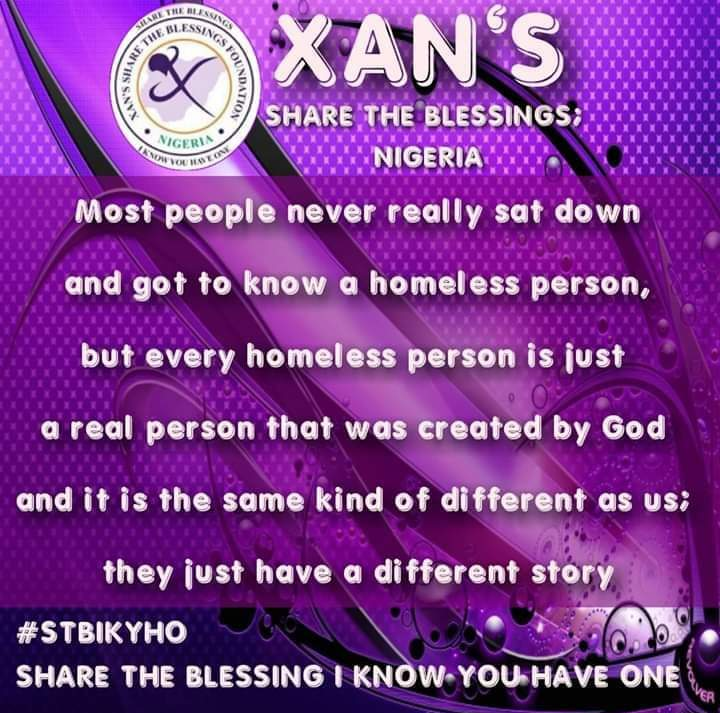 SHARE THE BLESSINGS
XAN'S SHARE THE BLESSINGS FOUNDATION
NIGERIA
I KNOW YOU HAVE ONE
XAN'S
SHARE THE BLESSINGS;
NIGERIA
Most people never really sat down
and got to know a homeless person,
but every homeless person is just
a real person that was created by God
and it is the same kind of different as us;
they just have a different story
#STBIKYHO
SHARE THE BLESSING I KNOW YOU HAVE ONE